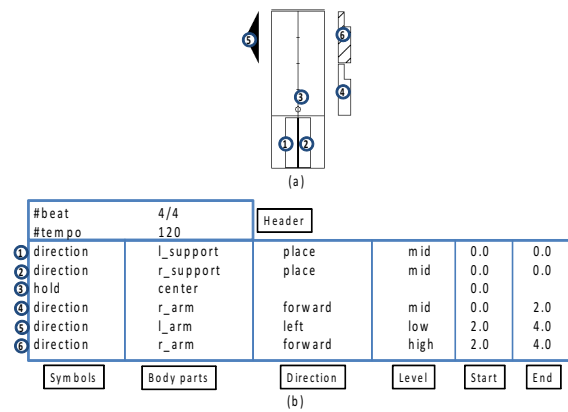 5
6
3
4
1 2
(a)
#beat 4/4
#tempo 120
Header
1 direction l_support place mid 0.0 0.0
2 direction r_support place mid 0.0 0.0
3 hold center 0.0
4 direction r_arm forward mid 0.0 2.0
5 direction l_arm left low 2.0 4.0
6 direction r_arm forward high 2.0 4.0
Symbols Body parts Direction Level Start End
(b)